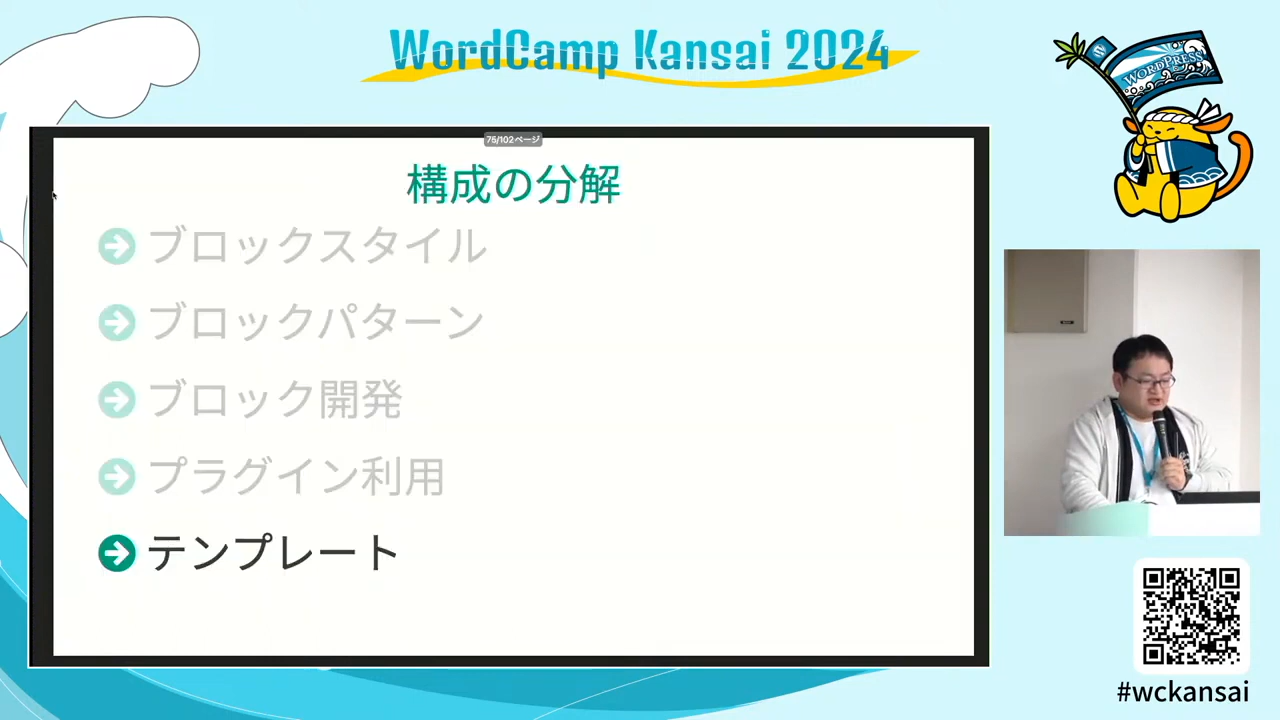 WordCamp Kansai 2024
WORDPRESS
75/102ページ
構成の分解
ブロックスタイル
ブロックパターン
ブロック開発
プラグイン利用
テンプレート
#wckansai